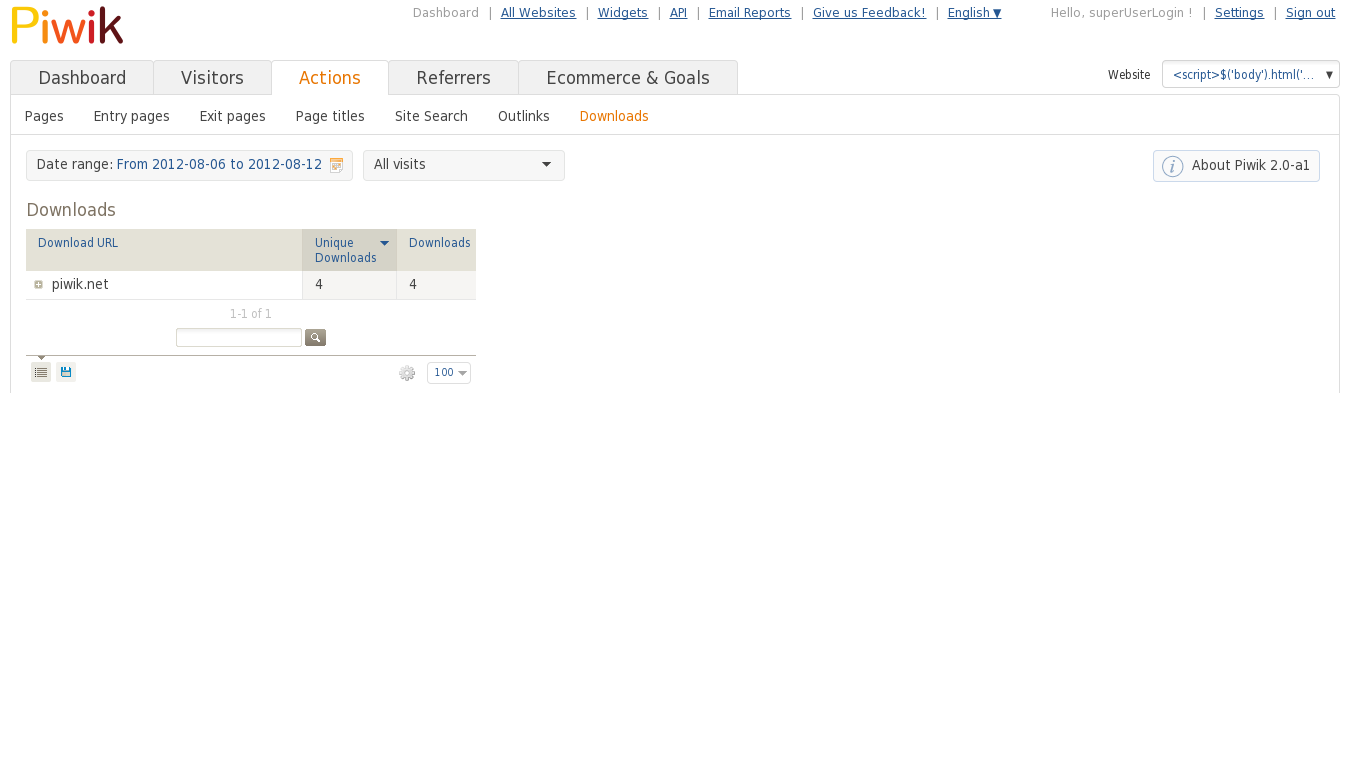 Piwik
Dashboard | All Websites | Widgets | API | Email Reports | Give us Feedback! | English ▼
Hello, superUserLogin ! | Settings | Sign out
Dashboard Visitors Actions Referrers Ecommerce & Goals
Website <script>$('body').html('... ▼
Pages Entry pages Exit pages Page titles Site Search Outlinks Downloads
Date range: From 2012-08-06 to 2012-08-12 All visits
i About Piwik 2.0-a1
Downloads
Download URL Unique Downloads
Downloads
piwik.net 4 4
1-1 of 1
100